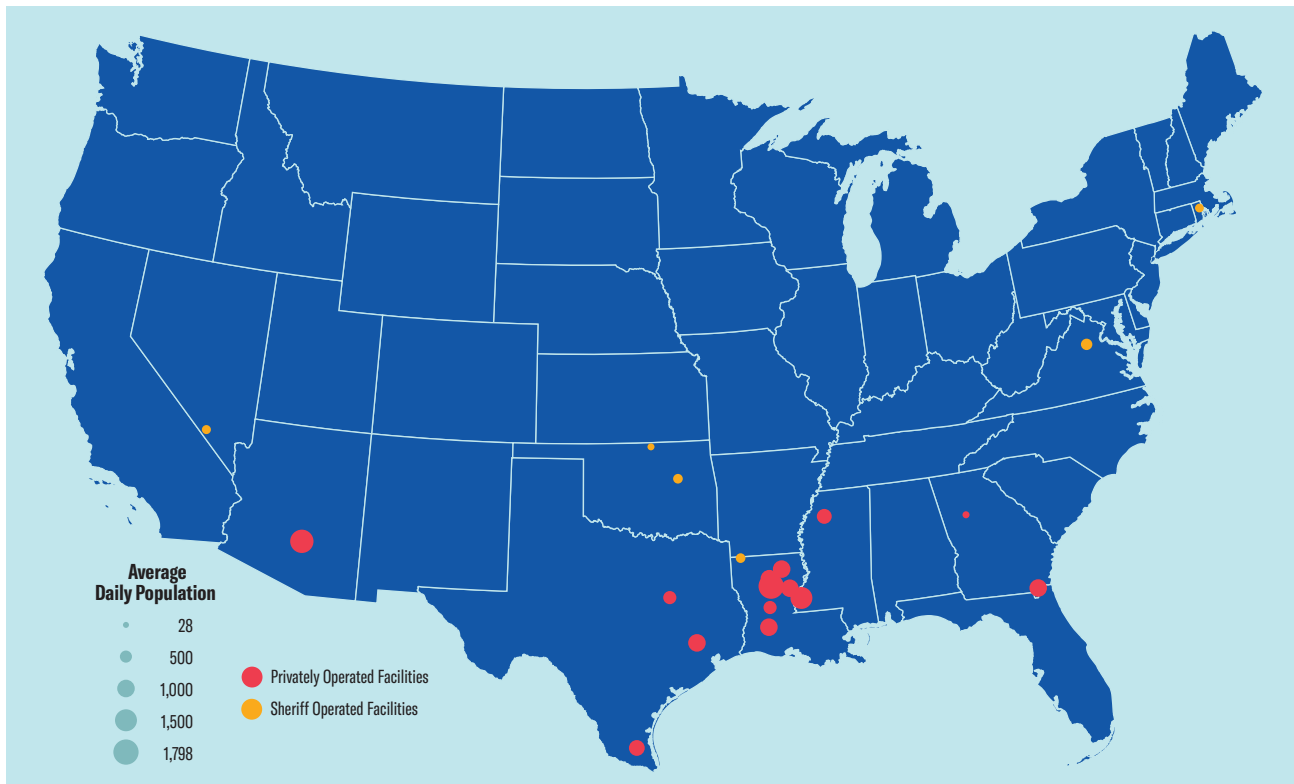 Average
Daily Population
28
500
1,000
1,500
1,798
Privately Operated Facilities
Sheriff Operated Facilities